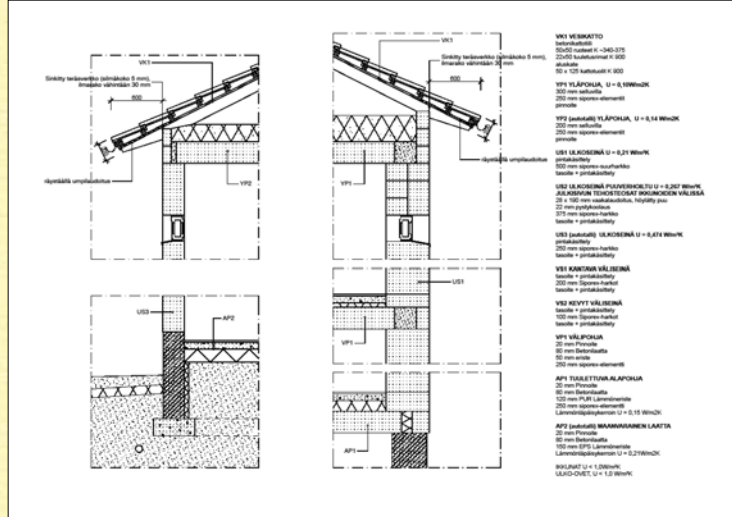 VK1
Sinkitty teräsverkko (silmäkoko 5 mm),
ilmarako vähintään 30 mm
600
räystäällä umpilaudoitus
YP2
US3
AP2
VK1
Sinkitty teräsverkko (silmäkoko 5 mm),
ilmarako vähintään 30 mm
600
räystäällä umpilaudoitus
YP1
US1
VP1
AP1
VK1 VESIKATTO
betonikattotiili
50x50 ruoteet K ~340-375
22x50 tuuletusrimat K 900
aluskate
50 x 125 kattotuolit K 900
YP1 YLÄPOHJA, U = 0,10W/m2K
300 mm selluvilla
250 mm siporex-elementit
pinnoite
YP2 (autotalli) YLÄPOHJA, U = 0,14 W/m2K
200 mm selluvilla
250 mm siporex-elementit
pinnoite
US1 ULKOSEINÄ U = 0,21 W/m²K
pintakäsittely
500 mm siporex-suurharkko
tasoite + pintakäsittely
US2 ULKOSEINÄ PUUVERHOILTU U = 0,267 W/m²K
JULKISIVUN TEHOSTEOSAT IKKUNOIDEN VÄLISSÄ
28 x 190 mm vaakalaudoitus, höylätty puu
22 mm pystykoolaus
375 mm siporex-harkko
tasoite + pintakäsittely
US3 (autotalli) ULKOSEINÄ U = 0,474 W/m²K
pintakäsittely
250 mm siporex-harkko
tasoite + pintakäsittely
VS1 KANTAVA VÄLISEINÄ
tasoite + pintakäsittely
200 mm Siporex-harkot
tasoite + pintakäsittely
VS2 KEVYT VÄLISEINÄ
tasoite + pintakäsittely
100 mm Siporex-harkot
tasoite + pintakäsittely
VP1 VÄLIPOHJA
20 mm Pinnoite
80 mm Betonilaatta
50 mm eriste
250 mm siporex-elementit
AP1 TUULETTUVA ALAPOHJA
20 mm Pinnoite
80 mm Betonilaatta
120 mm PUR Lämmöneriste
250 mm siporex-elementit
Lämmönläpäisykerroin U = 0,15 W/m2K
AP2 (autotalli) MAANVARAINEN LAATTA
20 mm Pinnoite
80 mm Betonilaatta
150 mm EPS Lämmöneriste
Lämmönläpäisykerroin U = 0,21W/m2K
IKKUNAT U < 1,0W/m²K
ULKO-OVET, U < 1,0 W/m²K